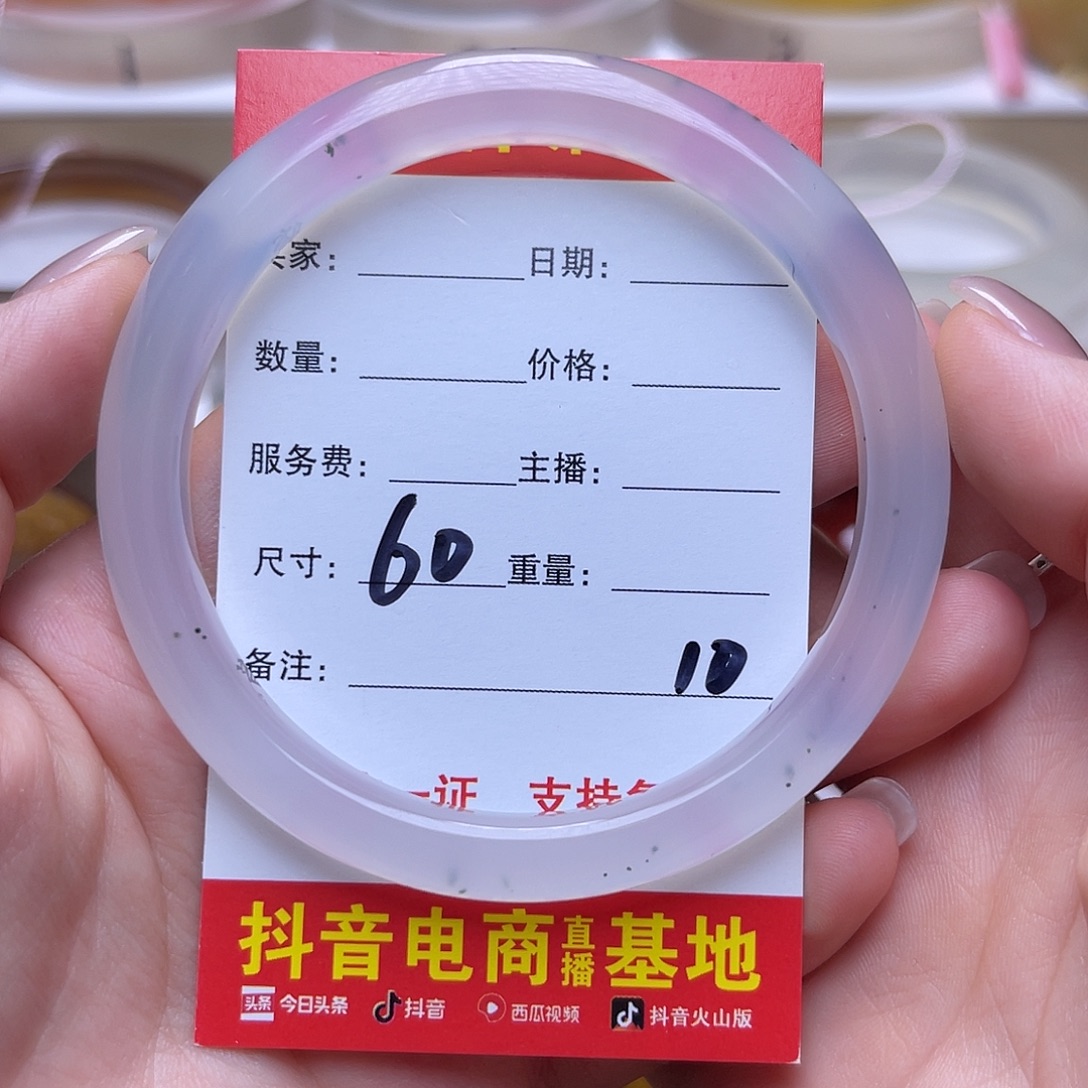 家： 日期：
数量： 价格：
服务费： 主播：
尺寸：60 重量：
备注： 10
一证 支持
抖音电商直播基地
头条 今日头条 抖音 西瓜视频 抖音火山版